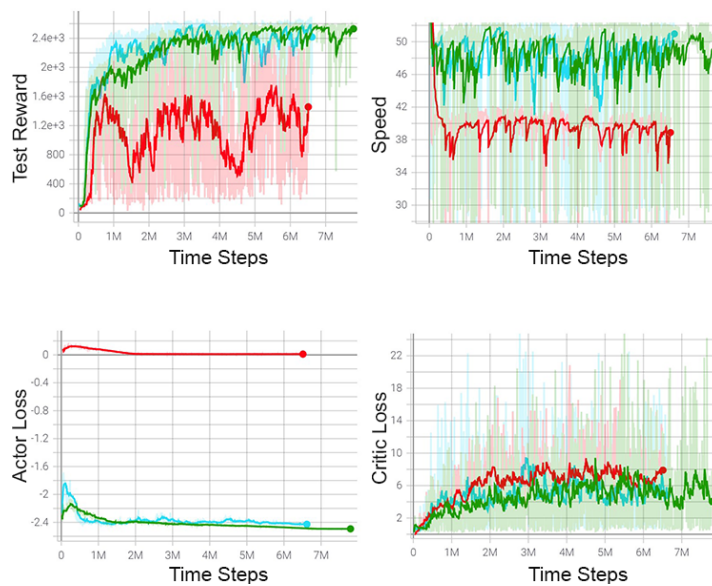 Test Reward
2.4e+3
2e+3
1.6e+3
1.2e+3
800
400
0
0 1M 2M 3M 4M 5M 6M 7M
Time Steps
Speed
50
46
42
38
34
30
0 1M 2M 3M 4M 5M 6M 7M
Time Steps
Actor Loss
0
-0.4
-0.8
-1.2
-1.6
-2
-2.4
0 1M 2M 3M 4M 5M 6M 7M
Time Steps
Critic Loss
22
18
14
10
6
2
0 1M 2M 3M 4M 5M 6M 7M
Time Steps